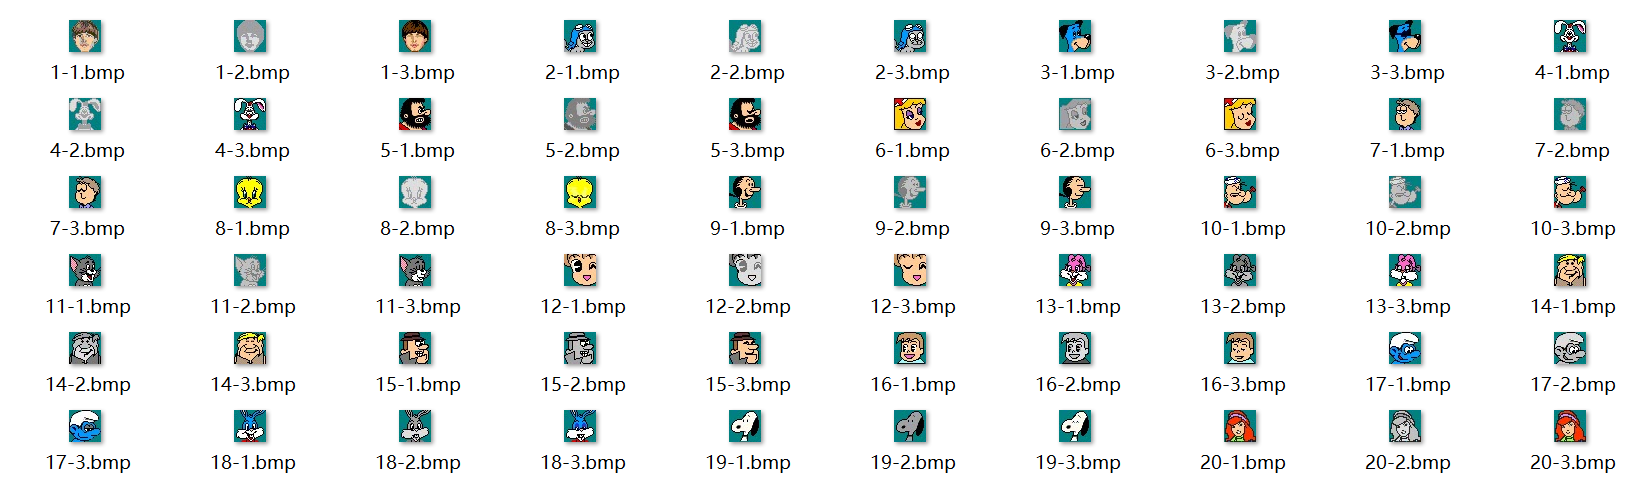 1-1.bmp 1-2.bmp 1-3.bmp 2-1.bmp 2-2.bmp 2-3.bmp 3-1.bmp 3-2.bmp 3-3.bmp 4-1.bmp
4-2.bmp 4-3.bmp 5-1.bmp 5-2.bmp 5-3.bmp 6-1.bmp 6-2.bmp 6-3.bmp 7-1.bmp 7-2.bmp
7-3.bmp 8-1.bmp 8-2.bmp 8-3.bmp 9-1.bmp 9-2.bmp 9-3.bmp 10-1.bmp 10-2.bmp 10-3.bmp
11-1.bmp 11-2.bmp 11-3.bmp 12-1.bmp 12-2.bmp 12-3.bmp 13-1.bmp 13-2.bmp 13-3.bmp 14-1.bmp
14-2.bmp 14-3.bmp 15-1.bmp 15-2.bmp 15-3.bmp 16-1.bmp 16-2.bmp 16-3.bmp 17-1.bmp 17-2.bmp
17-3.bmp 18-1.bmp 18-2.bmp 18-3.bmp 19-1.bmp 19-2.bmp 19-3.bmp 20-1.bmp 20-2.bmp 20-3.bmp